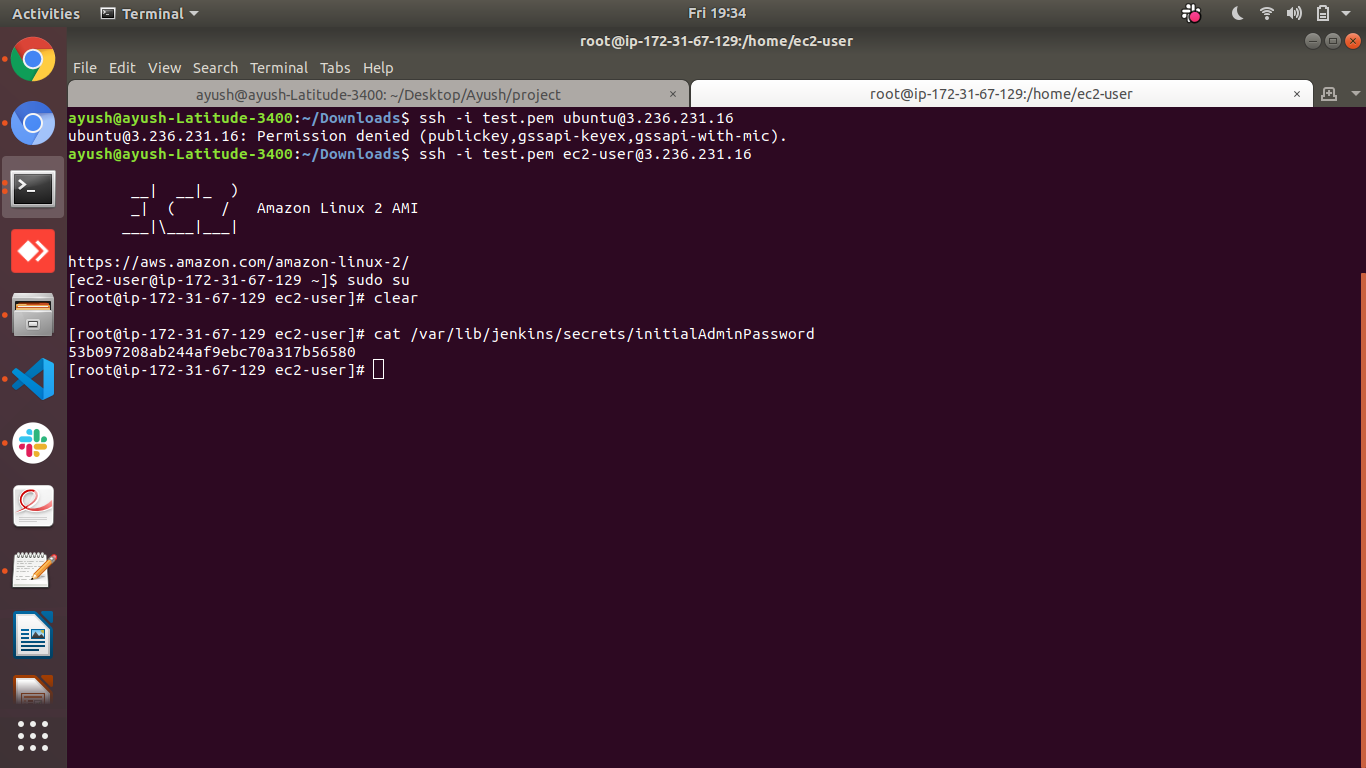 Activities Terminal Fri 19:34
root@ip-172-31-67-129:/home/ec2-user
File Edit View Search Terminal Tabs Help
ayush@ayush-Latitude-3400: ~/Desktop/Ayush/project × root@ip-172-31-67-129:/home/ec2-user ×
ayush@ayush-Latitude-3400:~/Downloads$ ssh -i test.pem ubuntu@3.236.231.16
ubuntu@3.236.231.16: Permission denied (publickey,gssapi-keyex,gssapi-with-mic).
ayush@ayush-Latitude-3400:~/Downloads$ ssh -i test.pem ec2-user@3.236.231.16
       __|  __|_  )
       _|  (     /   Amazon Linux 2 AMI
      ___|\___|___|
https://aws.amazon.com/amazon-linux-2/
[ec2-user@ip-172-31-67-129 ~]$ sudo su
[root@ip-172-31-67-129 ec2-user]# clear
[root@ip-172-31-67-129 ec2-user]# cat /var/lib/jenkins/secrets/initialAdminPassword
53b097208ab244af9ebc70a317b56580
[root@ip-172-31-67-129 ec2-user]#